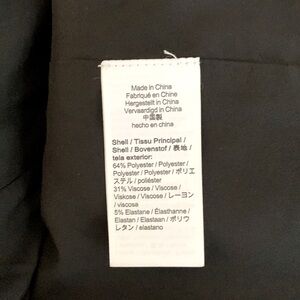 Made in China
Fabriqué en Chine
Hergestellt in China
Vervaardigd in China
中国製
hecho en china
Shell / Tissu Principal /
Shell / Bovenstof / 表地 /
tela exterior:
64% Polyester / Polyester /
Polyester / Polyester / ポリエ
ステル / poliéster
31% Viscose / Viscose /
Viskose / Viscose / レーヨン
/ viscosa
5% Elastane / Élasthanne /
Elastan / Elastaan / ポリウ
レタン / elastano